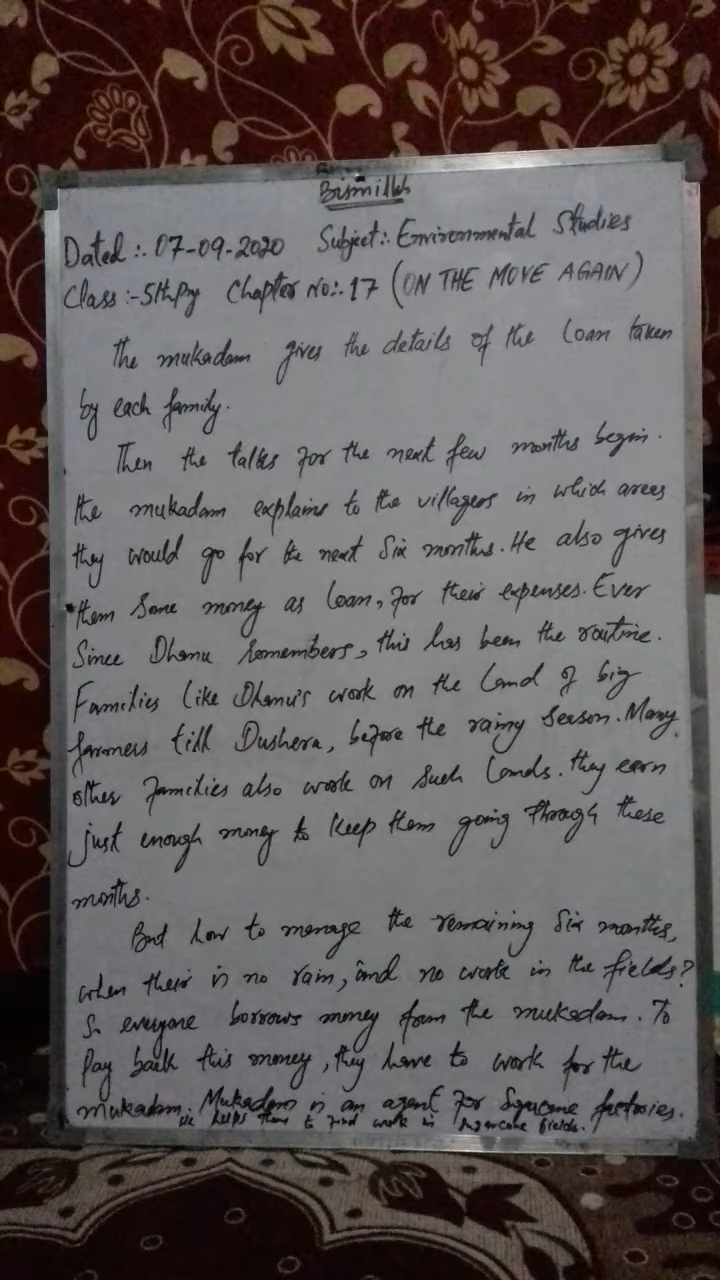 Bismillah
Dated :. 07-09-2020 Subject:. Environmental Studies
Class :- 5th Pry Chapter No:. 17 (ON THE MOVE AGAIN)
The mukadam gives the details of the loan taken
by each family.
Then the talks for the next few months begin.
the mukadam explains to the villagers in which areas
they would go for the next Six months. He also gives
them Some money as loan, for their expenses. Ever
Since Dhanu remembers, this has been the routine.
Families like Dhanu's work on the land of big
farmers till Dushera, before the rainy Season. Many
other families also work on Such lands. they earn
just enough money to keep them going through these
months.
But how to manage the remaining Six months,
when their is no rain, and no work in the fields?
So everyone borrows money from the mukadam. To
Pay back this money, they have to work for the
mukadam. Mukadam is an agent for Sgarcane factories.
He helps them to find work in sugarcane fields.